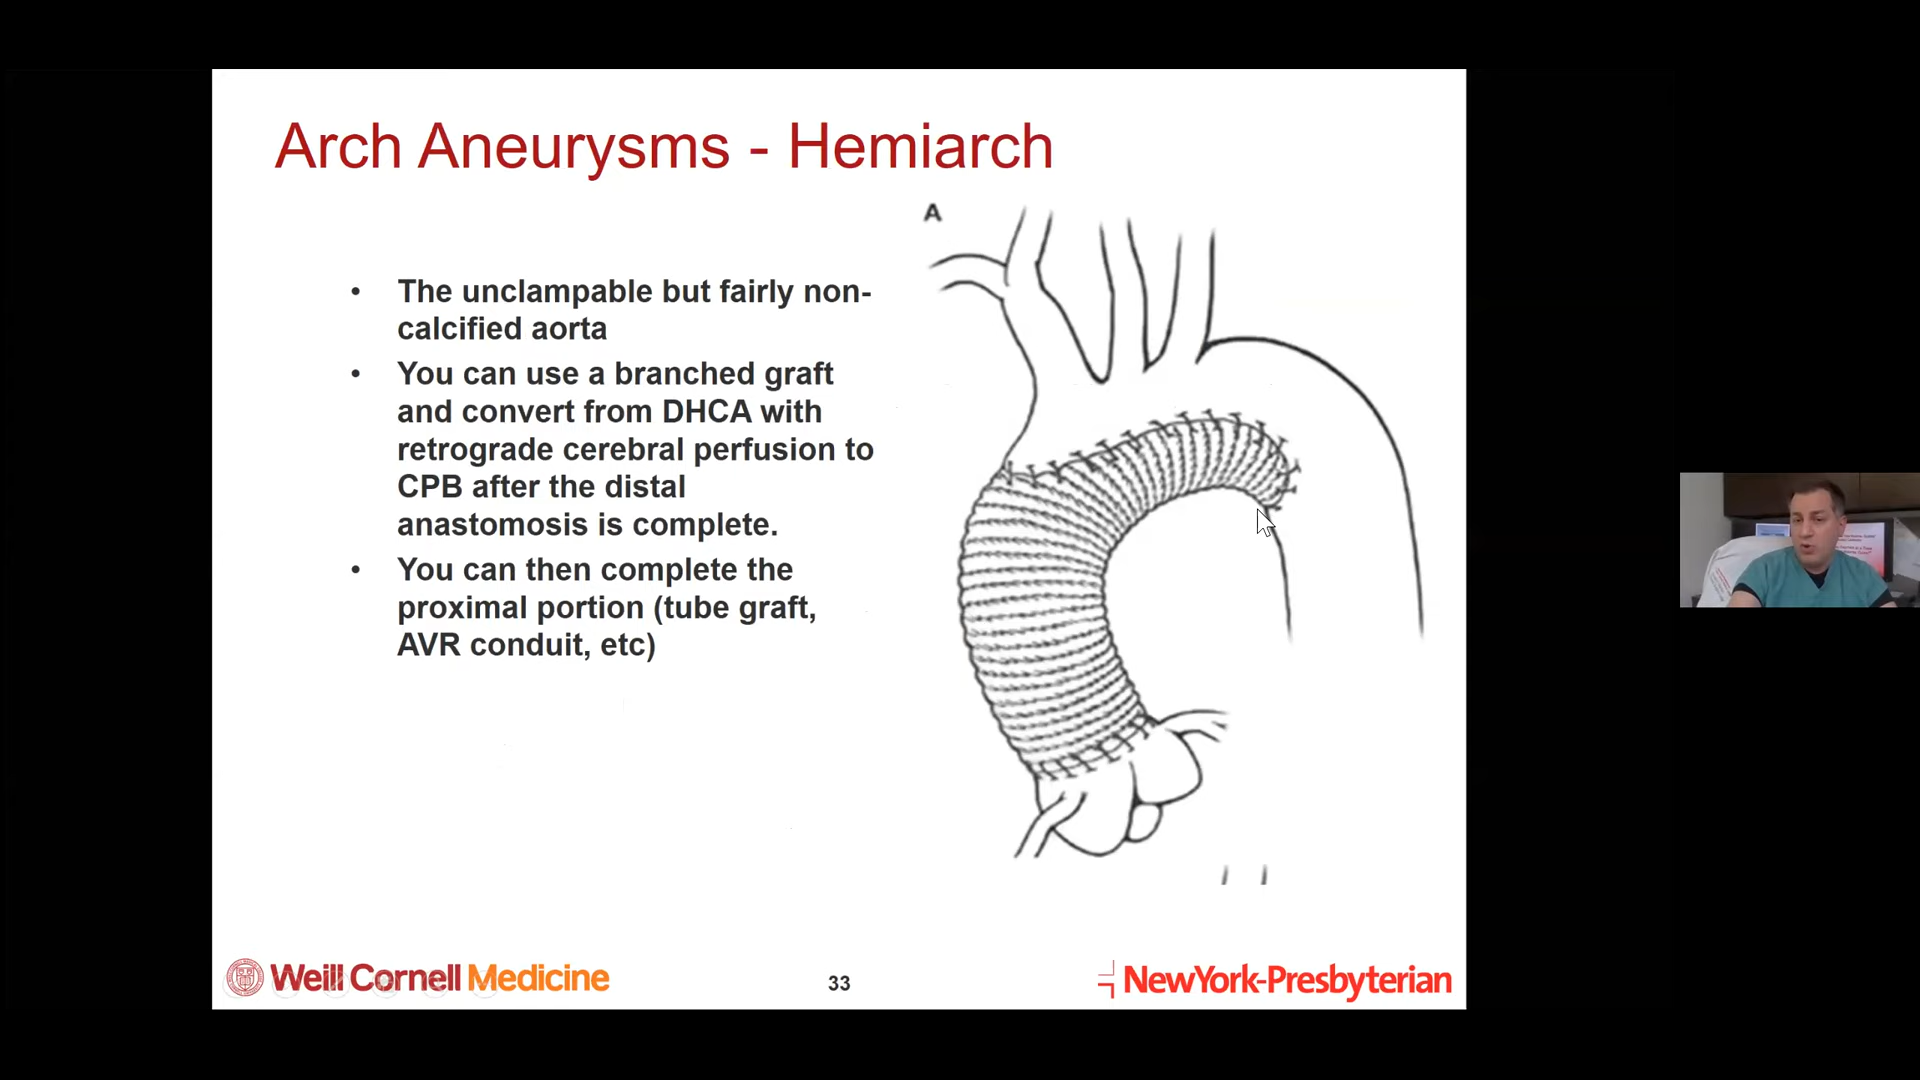 Arch Aneurysms - Hemiarch
A
• The unclampable but fairly non-
calcified aorta
• You can use a branched graft
and convert from DHCA with
retrograde cerebral perfusion to
CPB after the distal
anastomosis is complete.
• You can then complete the
proximal portion (tube graft,
AVR conduit, etc)
Weill Cornell Medicine
33
NewYork-Presbyterian